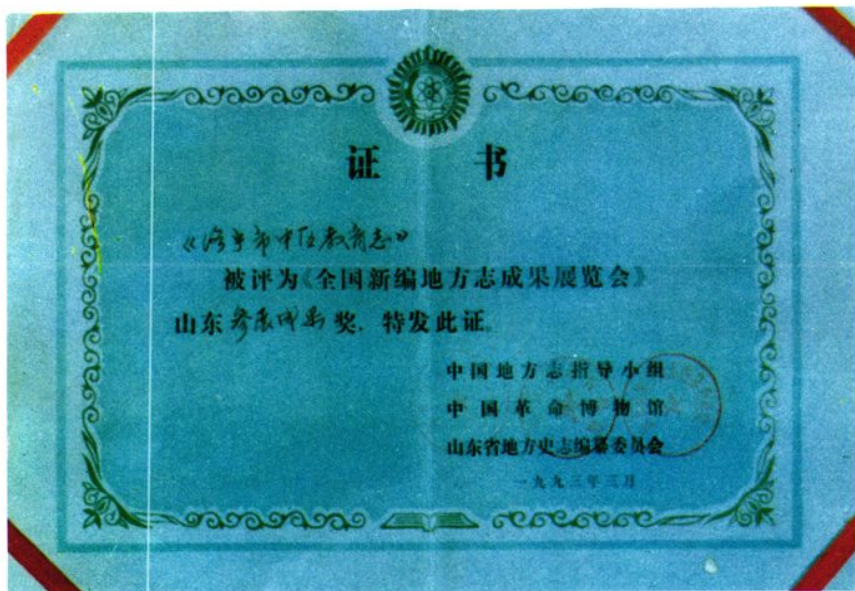 证 书
《济宁市中区教育志》
被评为《全国新编地方志成果展览会》
山东参展成果奖，特发此证。
中国地方志指导小组
中国革命博物馆
山东省地方史志编纂委员会
一九九三年三月